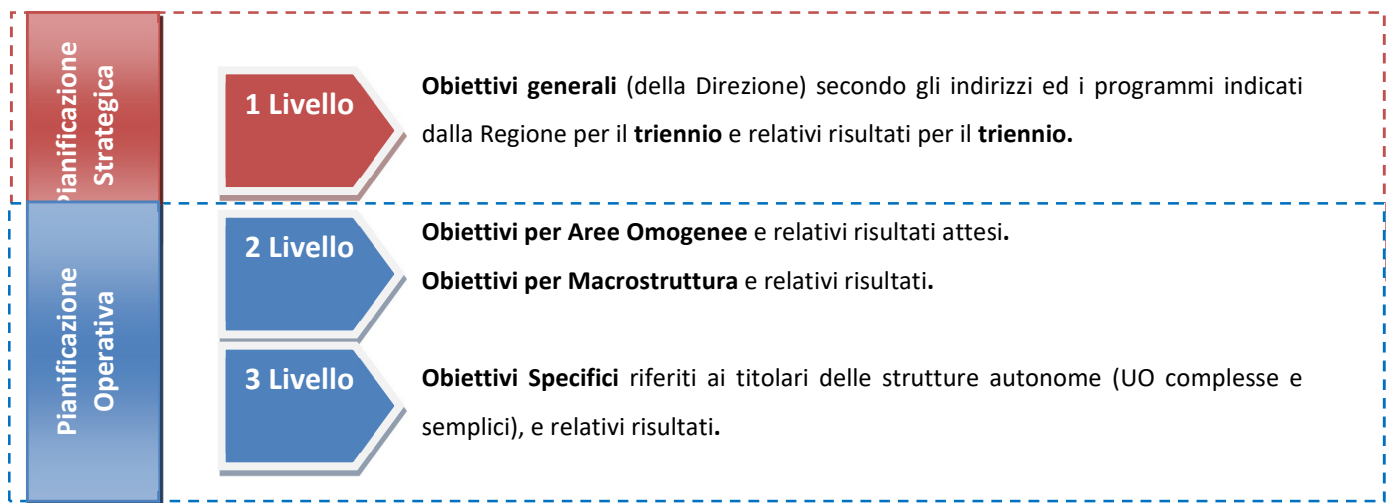 Pianificazione
Strategica
1 Livello
Obiettivi generali (della Direzione) secondo gli indirizzi ed i programmi indicati
dalla Regione per il triennio e relativi risultati per il triennio.
Pianificazione
Operativa
2 Livello
Obiettivi per Aree Omogenee e relativi risultati attesi.
Obiettivi per Macrostruttura e relativi risultati.
3 Livello
Obiettivi Specifici riferiti ai titolari delle strutture autonome (UO complesse e
semplici), e relativi risultati.